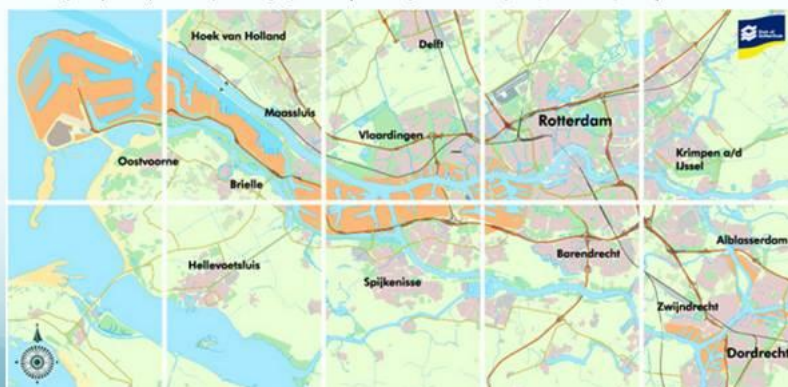 Hoek van Holland
Delft
Maassluis
Vlaardingen
Rotterdam
Krimpen a/d
IJssel
Oostvoorne
Brielle
Hellevoetsluis
Spijkenisse
Barendrecht
Alblasserdam
Zwijndrecht
Dordrecht